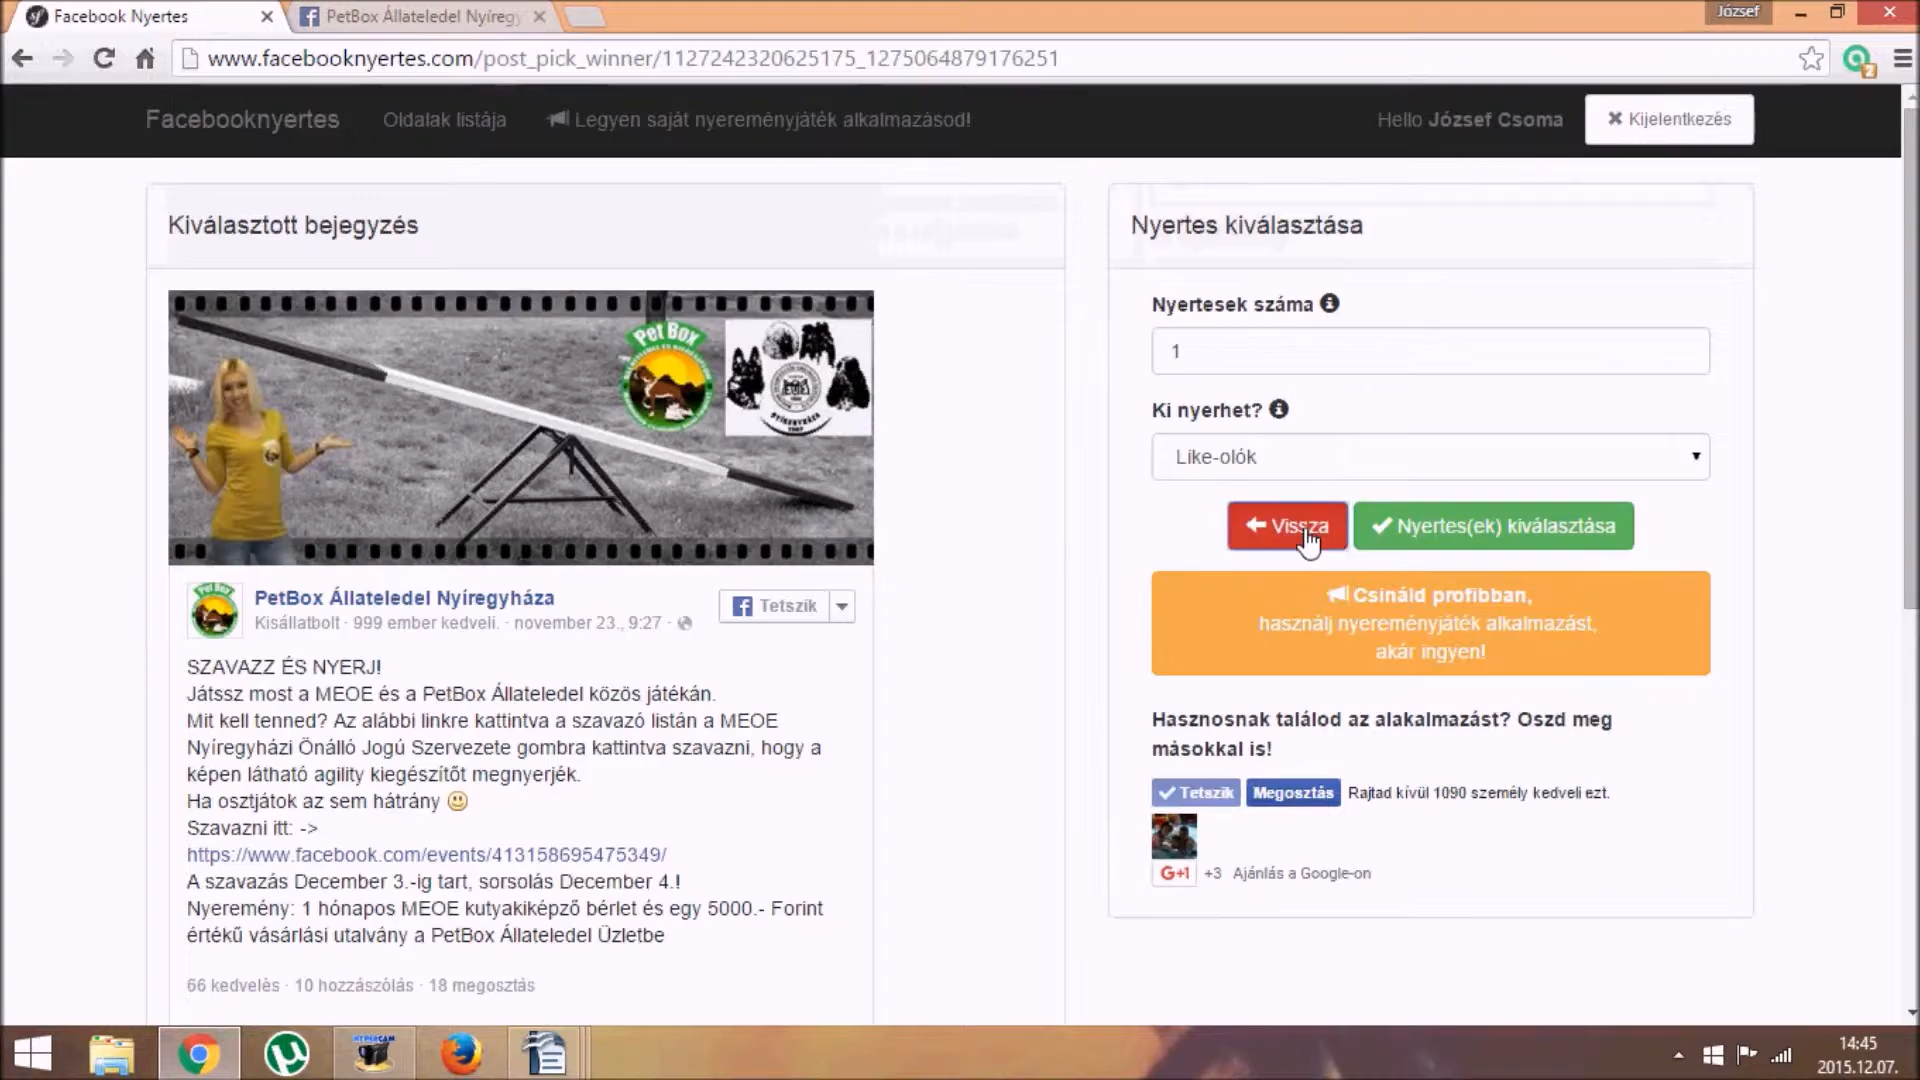 Facebook Nyertes
PetBox Állateledel Nyíregy
József
www.facebooknyertes.com/post_pick_winner/1127242320625175_1275064879176251
2
Facebooknyertes
Oldalak listája
Legyen saját nyereményjáték alkalmazásod!
Hello József Csoma
Kijelentkezés
Kiválasztott bejegyzés
Pet Box
PetBox Állateledel Nyíregyháza
Kisállatbolt · 999 ember kedveli. · november 23., 9:27 ·
Tetszik
SZAVAZZ ÉS NYERJ!
Játssz most a MEOE és a PetBox Állateledel közös játékán.
Mit kell tenned? Az alábbi linkre kattintva a szavazó listán a MEOE
Nyíregyházi Önálló Jogú Szervezete gombra kattintva szavazni, hogy a
képen látható agility kiegészítőt megnyerjék.
Ha osztjátok az sem hátrány
Szavazni itt: ->
https://www.facebook.com/events/413158695475349/
A szavazás December 3.-ig tart, sorsolás December 4.!
Nyeremény: 1 hónapos MEOE kutyakiképző bérlet és egy 5000.- Forint
értékű vásárlási utalvány a PetBox Állateledel Üzletbe
66 kedvelés · 10 hozzászólás · 18 megosztás
Nyertes kiválasztása
Nyertesek száma
1
Ki nyerhet?
Like-olók
Vissza
Nyertes(ek) kiválasztása
Csináld profibban,
használj nyereményjáték alkalmazást,
akár ingyen!
Hasznosnak találod az alakalmazást? Oszd meg
másokkal is!
Tetszik Megosztás Rajtad kívül 1090 személy kedveli ezt.
G+1 +3 Ajánlás a Google-on
HYPERCAM
14:45
2015.12.07.